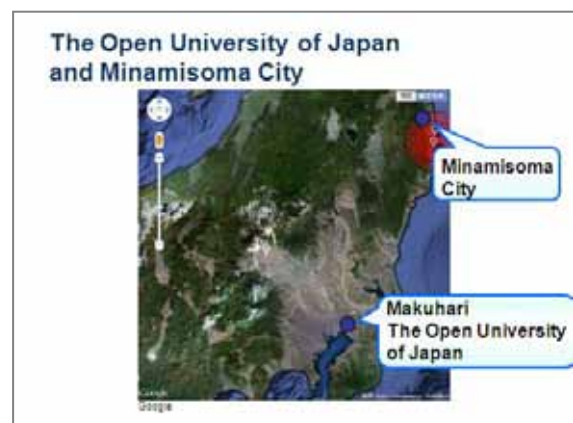 The Open University of Japan
and Minamisoma City
Minamisoma
City
Makuhari
The Open University
of Japan
Google